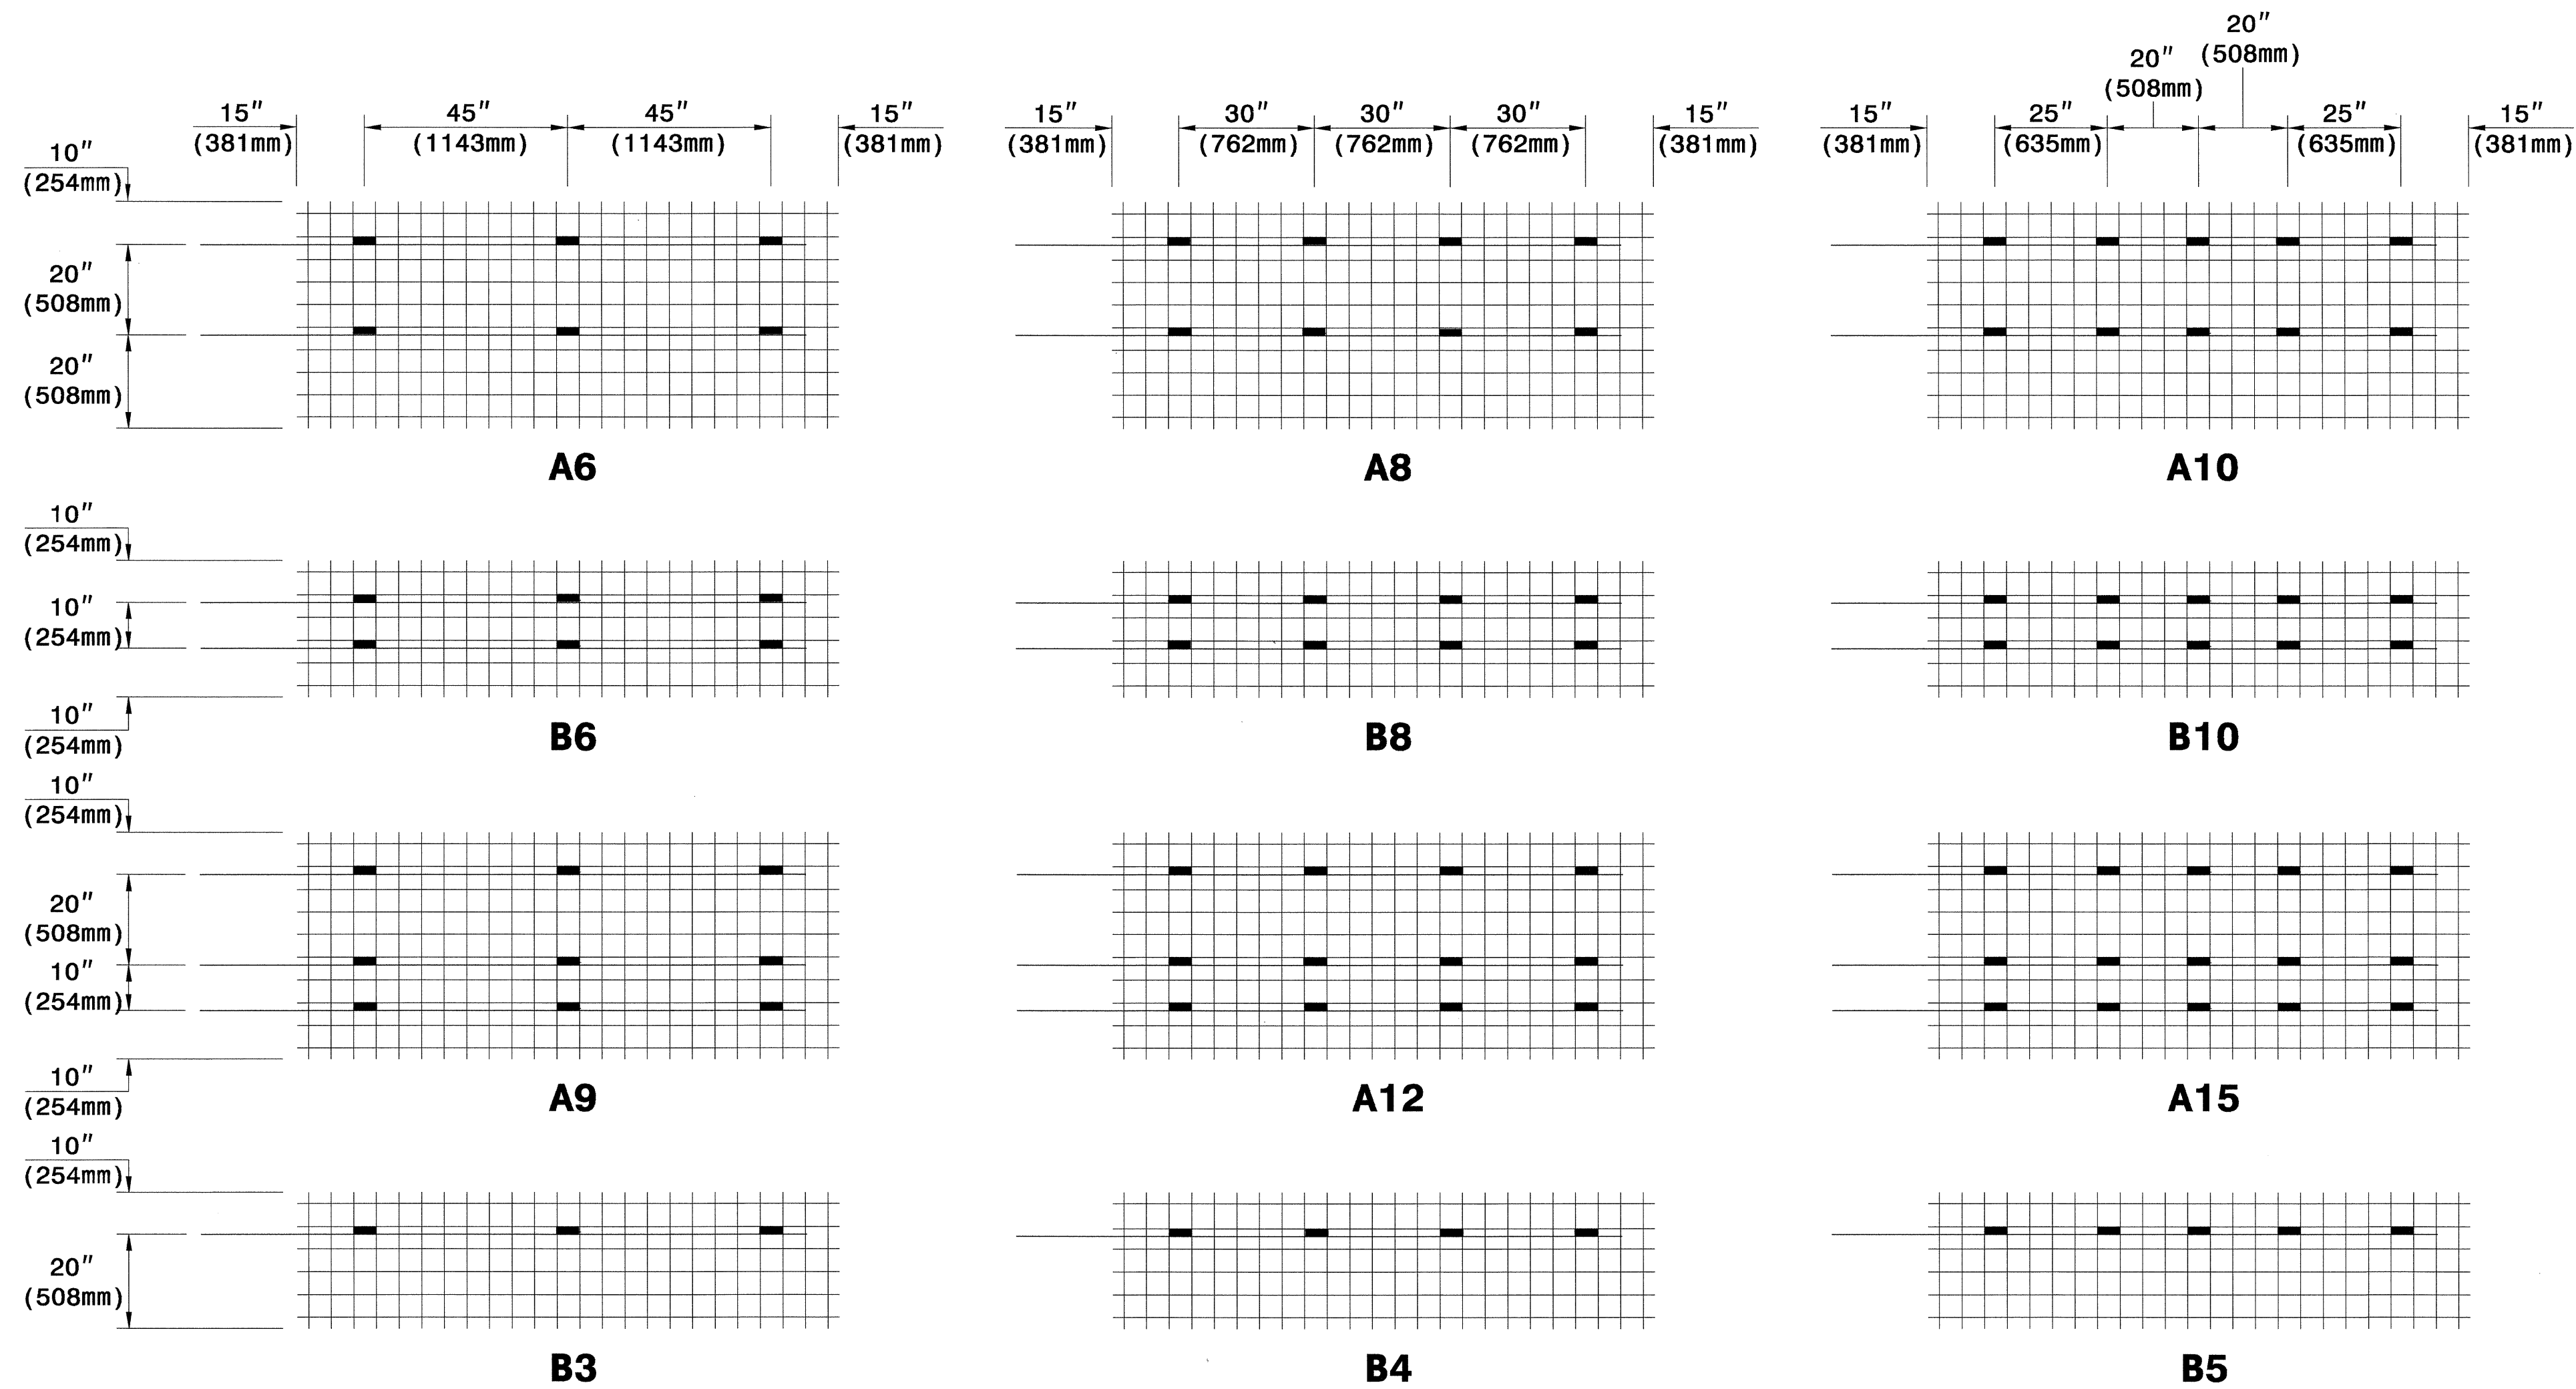 20″
(508mm)
20″
(508mm)
15″
(381mm)
45″
(1143mm)
45″
(1143mm)
15″
(381mm)
15″
(381mm)
30″
(762mm)
30″
(762mm)
30″
(762mm)
15″
(381mm)
15″
(381mm)
25″
(635mm)
25″
(635mm)
15″
(381mm)
10″
(254mm)
20″
(508mm)
20″
(508mm)
A6
A8
A10
10″
(254mm)
10″
(254mm)
10″
(254mm)
B6
B8
B10
10″
(254mm)
20″
(508mm)
10″
(254mm)
10″
(254mm)
A9
A12
A15
10″
(254mm)
20″
(508mm)
B3
B4
B5